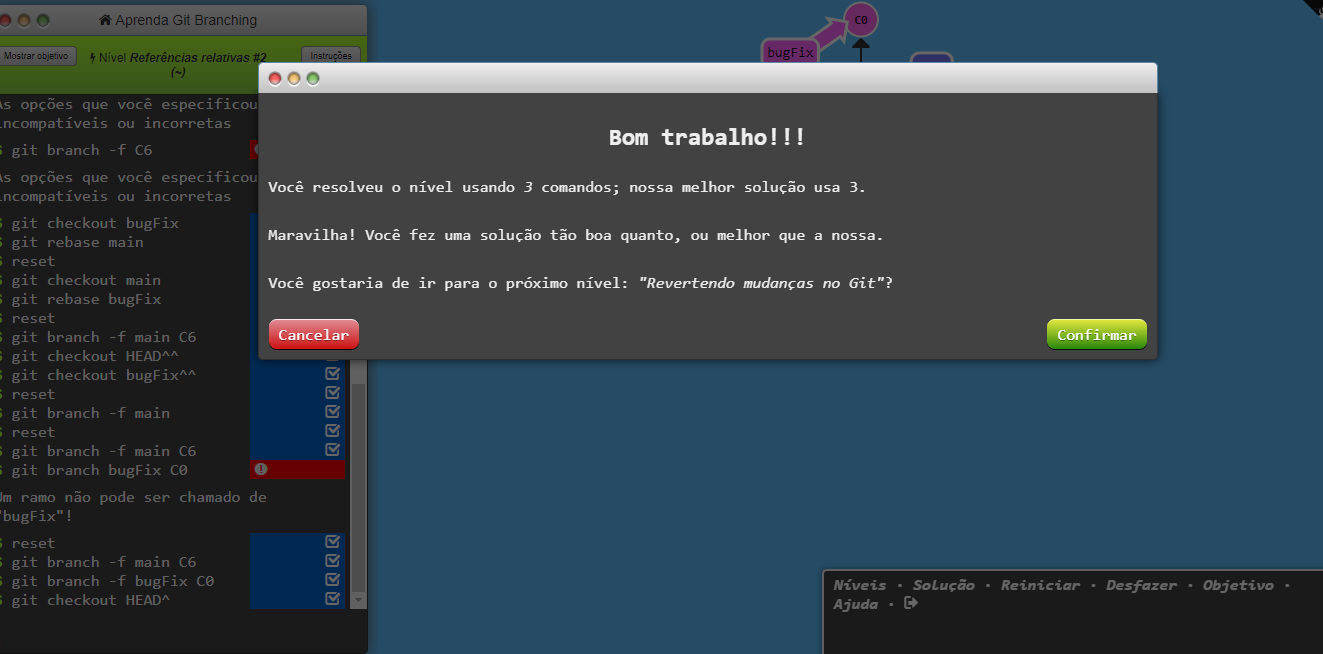 Aprenda Git Branching
Mostrar objetivo
Nível Referências relativas #2
(~)
Instruções
As opções que você especificou
incompatíveis ou incorretas
$ git branch -f C6
As opções que você especificou
incompatíveis ou incorretas
$ git checkout bugFix
$ git rebase main
$ reset
$ git checkout main
$ git rebase bugFix
$ reset
$ git branch -f main C6
$ git checkout HEAD^^
$ git checkout bugFix^^
$ reset
$ git branch -f main
$ reset
$ git branch -f main C6
$ git branch bugFix C0
Um ramo não pode ser chamado de
"bugFix"!
$ reset
$ git branch -f main C6
$ git branch -f bugFix C0
$ git checkout HEAD^
C0
bugFix
Bom trabalho!!!
Você resolveu o nível usando 3 comandos; nossa melhor solução usa 3.
Maravilha! Você fez uma solução tão boa quanto, ou melhor que a nossa.
Você gostaria de ir para o próximo nível: "Revertendo mudanças no Git"?
Cancelar
Confirmar
Níveis · Solução · Reiniciar · Desfazer · Objetivo ·
Ajuda ·